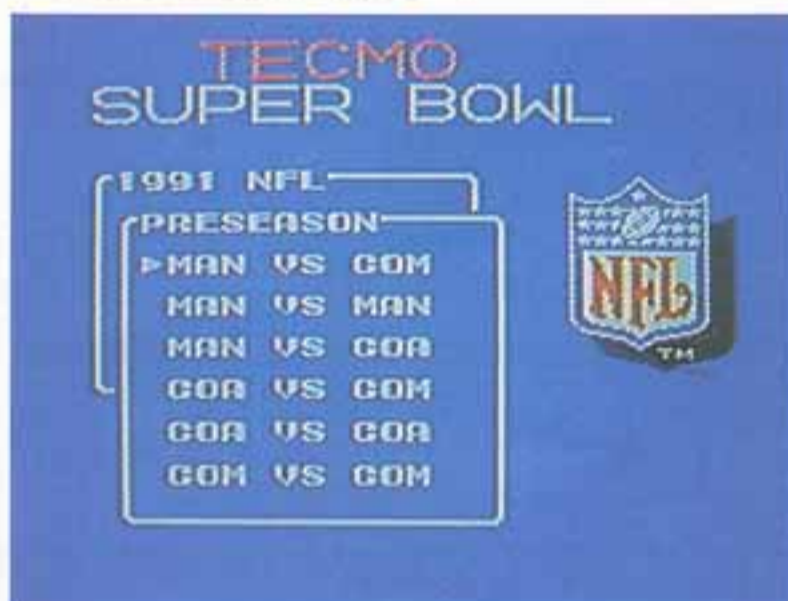 TECMO
SUPER BOWL
1991 NFL
PRESEASON
MAN VS COM
MAN VS MAN
MAN VS COA
COA VS COM
COA VS COA
COM VS COM
NFL
TM